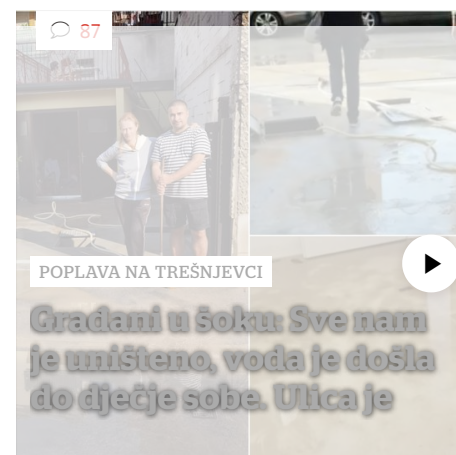 87
POPLAVA NA TREŠNJEVCI
Građani u šoku: Sve nam
je uništeno, voda je došla
do dječje sobe. Ulica je